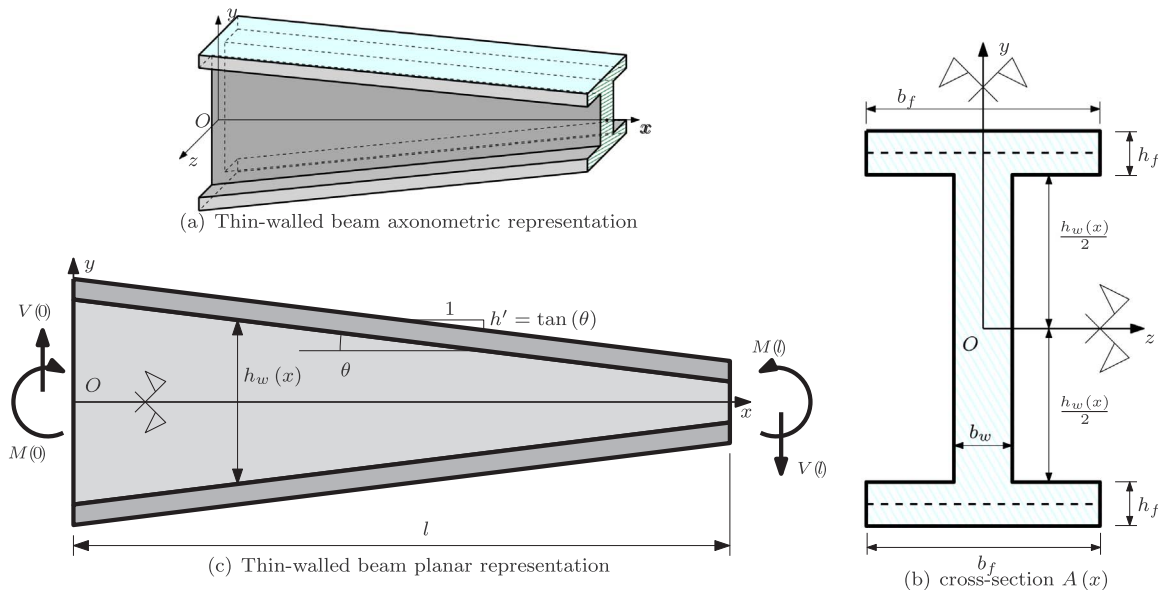 y
O
z
x
(a) Thin-walled beam axonometric representation
y
V(0)
1
h′ = tan (θ)
θ
h_w (x)
O
x
M(0)
M(l)
V(l)
l
(c) Thin-walled beam planar representation
y
b_f
h_f
h_w(x)/2
O
z
h_w(x)/2
b_w
h_f
b_f
(b) cross-section A (x)